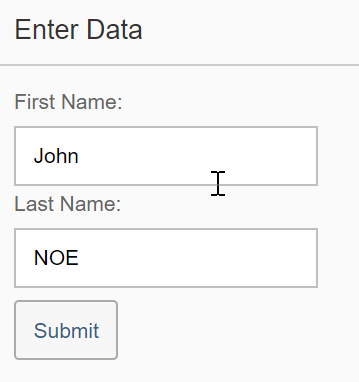 Enter Data
First Name:
John
Last Name:
NOE
Submit